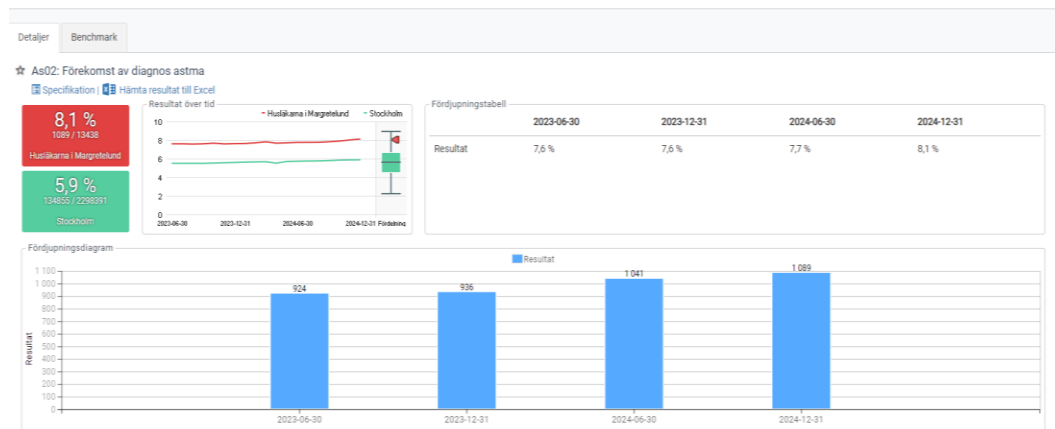 Detaljer Benchmark
As02: Förekomst av diagnos astma
Specifikation | Hämta resultat till Excel
8,1 %
1089 / 13438
Husläkarna i Margretelund
5,9 %
134855 / 2298391
Stockholm
Resultat över tid
Husläkarna i Margretelund Stockholm
10
8
6
4
2
0
2023-06-30 2023-12-31 2024-06-30 2024-12-31 Fördelning
Fördjupningstabell
2023-06-30 2023-12-31 2024-06-30 2024-12-31
Resultat 7,6 % 7,6 % 7,7 % 8,1 %
Fördjupningsdiagram
Resultat
Resultat
1 100
1 000
900
800
700
600
500
400
300
200
100
0
924 936 1 041 1 089
2023-06-30 2023-12-31 2024-06-30 2024-12-31